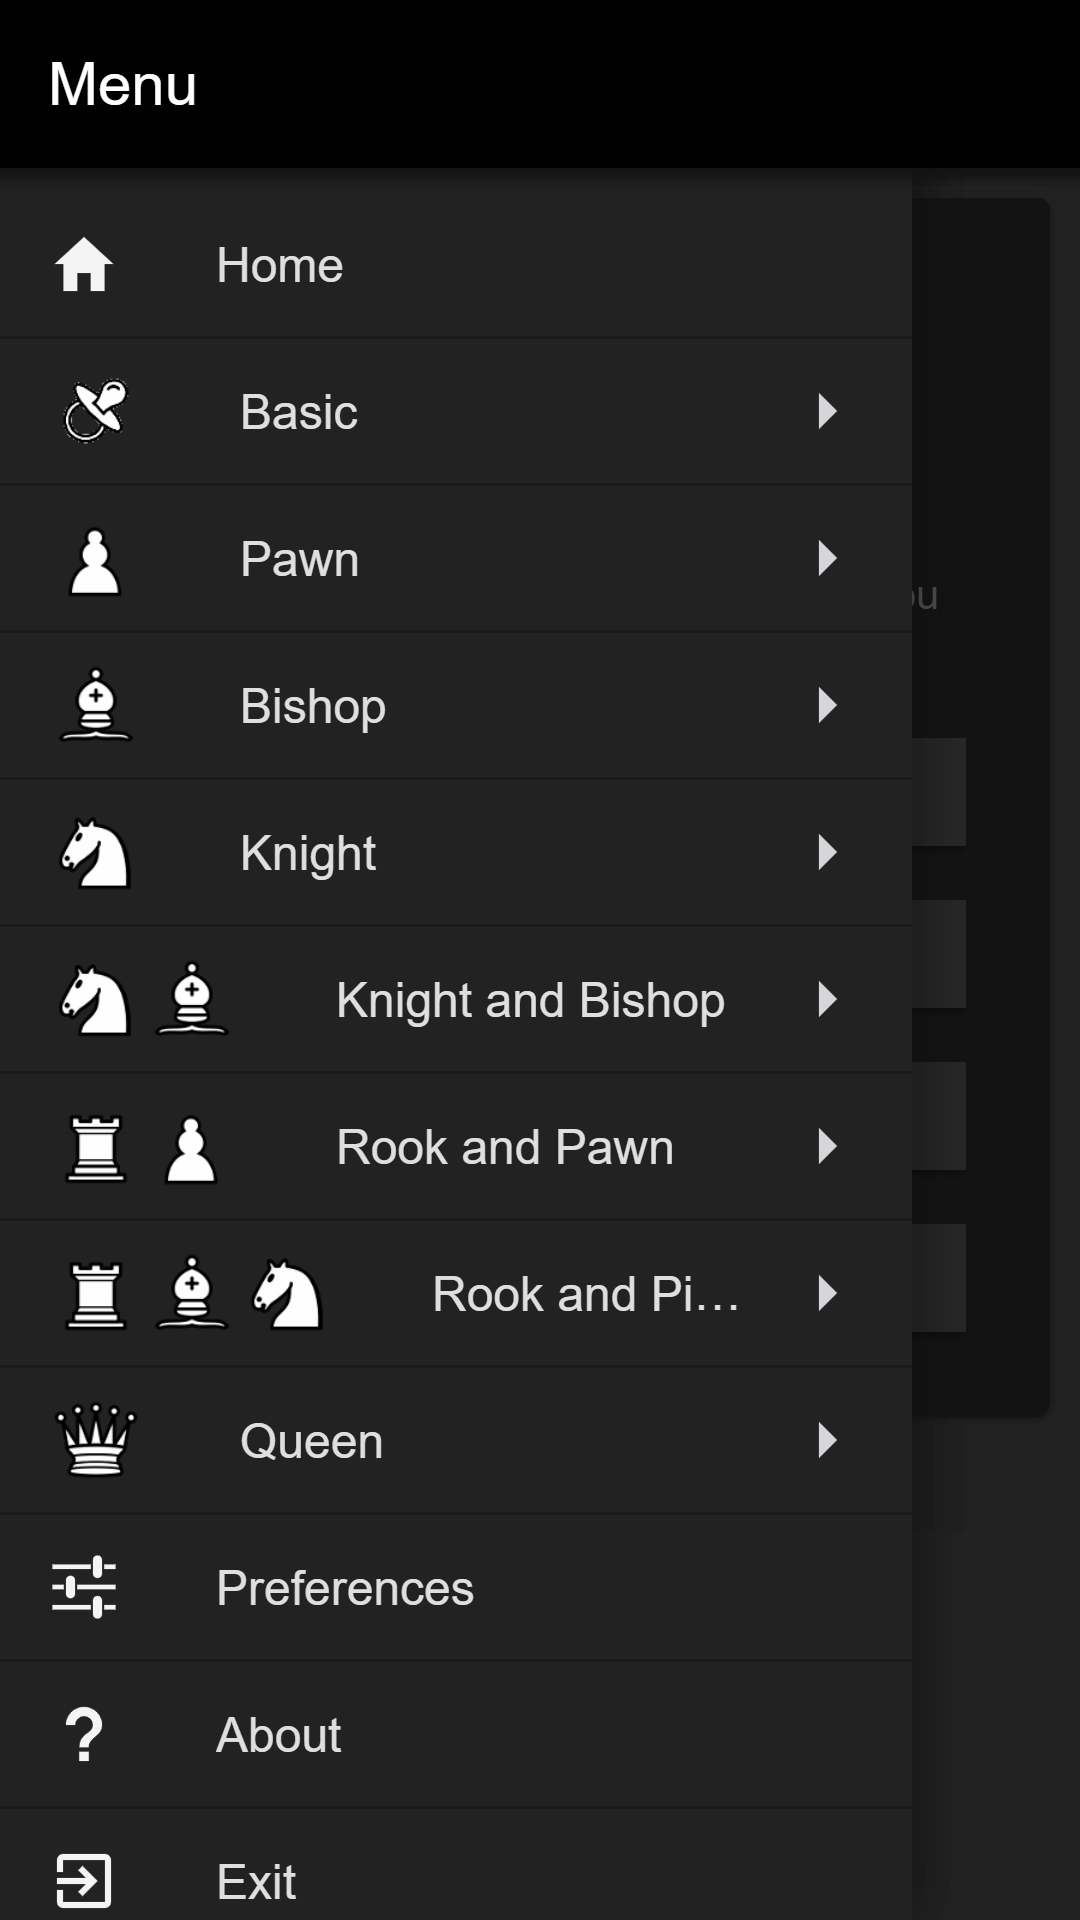 Menu
Home
Basic
Pawn
ou
Bishop
Knight
Knight and Bishop
Rook and Pawn
Rook and Pi...
Queen
Preferences
About
Exit